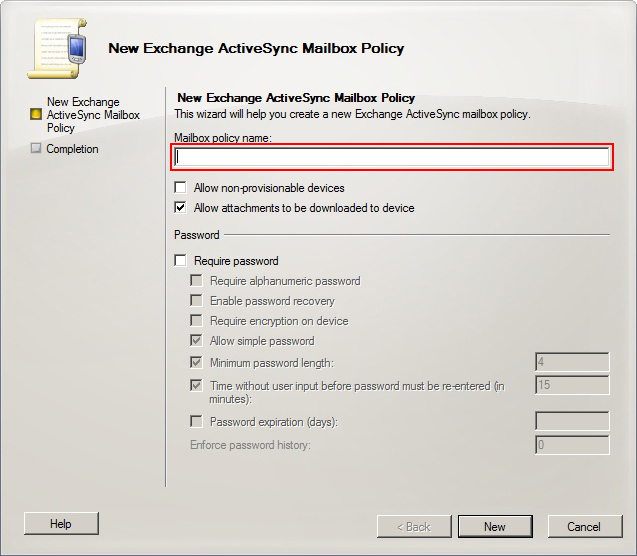 New Exchange ActiveSync Mailbox Policy
New Exchange
ActiveSync Mailbox
Policy
Completion
New Exchange ActiveSync Mailbox Policy
This wizard will help you create a new Exchange ActiveSync mailbox policy.
Mailbox policy name:
Allow non-provisionable devices
Allow attachments to be downloaded to device
Password
Require password
Require alphanumeric password
Enable password recovery
Require encryption on device
Allow simple password
Minimum password length: 4
Time without user input before password must be re-entered (in 15
minutes):
Password expiration (days):
Enforce password history: 0
Help < Back New Cancel